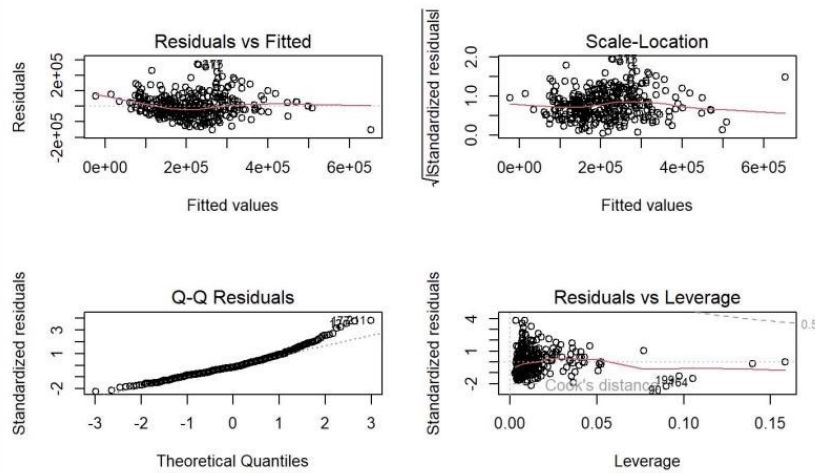 Residuals vs Fitted
Residuals
-2e+05
2e+05
0e+00
2e+05
4e+05
6e+05
Fitted values
Scale-Location
√|Standardized residuals|
0.0
1.0
2.0
0e+00
2e+05
4e+05
6e+05
Fitted values
Q-Q Residuals
Standardized residuals
-2
1
3
-3
-2
-1
0
1
2
3
Theoretical Quantiles
Residuals vs Leverage
Standardized residuals
-2
1
4
0.5
Cook's distance
90
0.00
0.05
0.10
0.15
Leverage